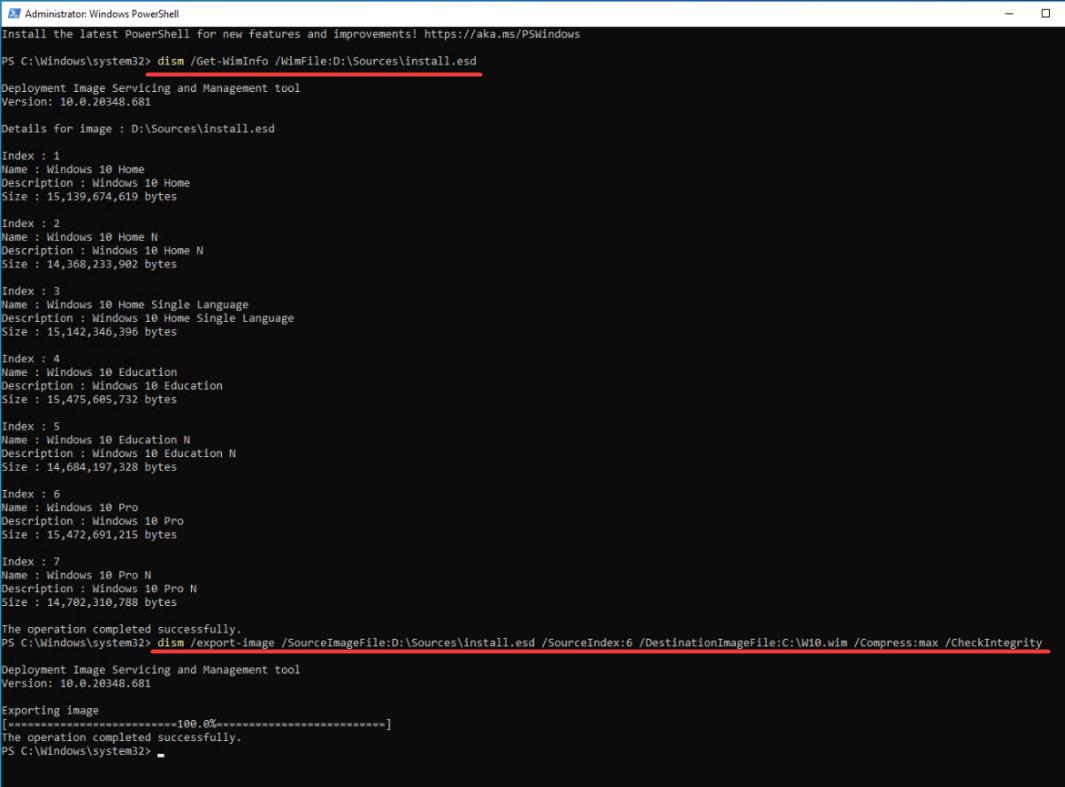 Administrator: Windows PowerShell
Install the latest PowerShell for new features and improvements! https://aka.ms/PSWindows
PS C:\Windows\system32> dism /Get-WimInfo /WimFile:D:\Sources\install.esd
Deployment Image Servicing and Management tool
Version: 10.0.20348.681
Details for image : D:\Sources\install.esd
Index : 1
Name : Windows 10 Home
Description : Windows 10 Home
Size : 15,139,674,619 bytes
Index : 2
Name : Windows 10 Home N
Description : Windows 10 Home N
Size : 14,368,233,902 bytes
Index : 3
Name : Windows 10 Home Single Language
Description : Windows 10 Home Single Language
Size : 15,142,346,396 bytes
Index : 4
Name : Windows 10 Education
Description : Windows 10 Education
Size : 15,475,605,732 bytes
Index : 5
Name : Windows 10 Education N
Description : Windows 10 Education N
Size : 14,684,197,328 bytes
Index : 6
Name : Windows 10 Pro
Description : Windows 10 Pro
Size : 15,472,691,215 bytes
Index : 7
Name : Windows 10 Pro N
Description : Windows 10 Pro N
Size : 14,702,310,788 bytes
The operation completed successfully.
PS C:\Windows\system32> dism /export-image /SourceImageFile:D:\Sources\install.esd /SourceIndex:6 /DestinationImageFile:C:\W10.wim /Compress:max /CheckIntegrity
Deployment Image Servicing and Management tool
Version: 10.0.20348.681
Exporting image
[==========================100.0%==========================]
The operation completed successfully.
PS C:\Windows\system32> _